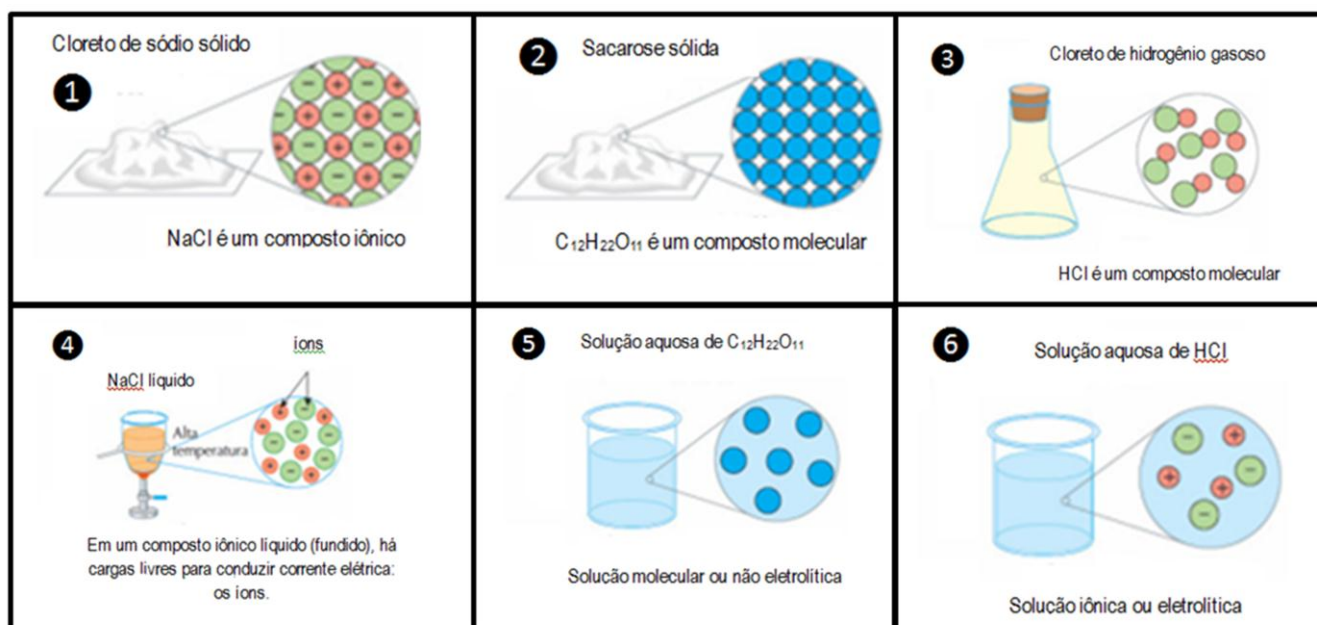 1
Cloreto de sódio sólido
NaCl é um composto iônico
2
Sacarose sólida
C₁₂H₂₂O₁₁ é um composto molecular
3
Cloreto de hidrogênio gasoso
HCl é um composto molecular
4
íons
NaCl líquido
Alta
temperatura
Em um composto iônico líquido (fundido), há
cargas livres para conduzir corrente elétrica:
os íons.
5
Solução aquosa de C₁₂H₂₂O₁₁
Solução molecular ou não eletrolítica
6
Solução aquosa de HCl
Solução iônica ou eletrolítica